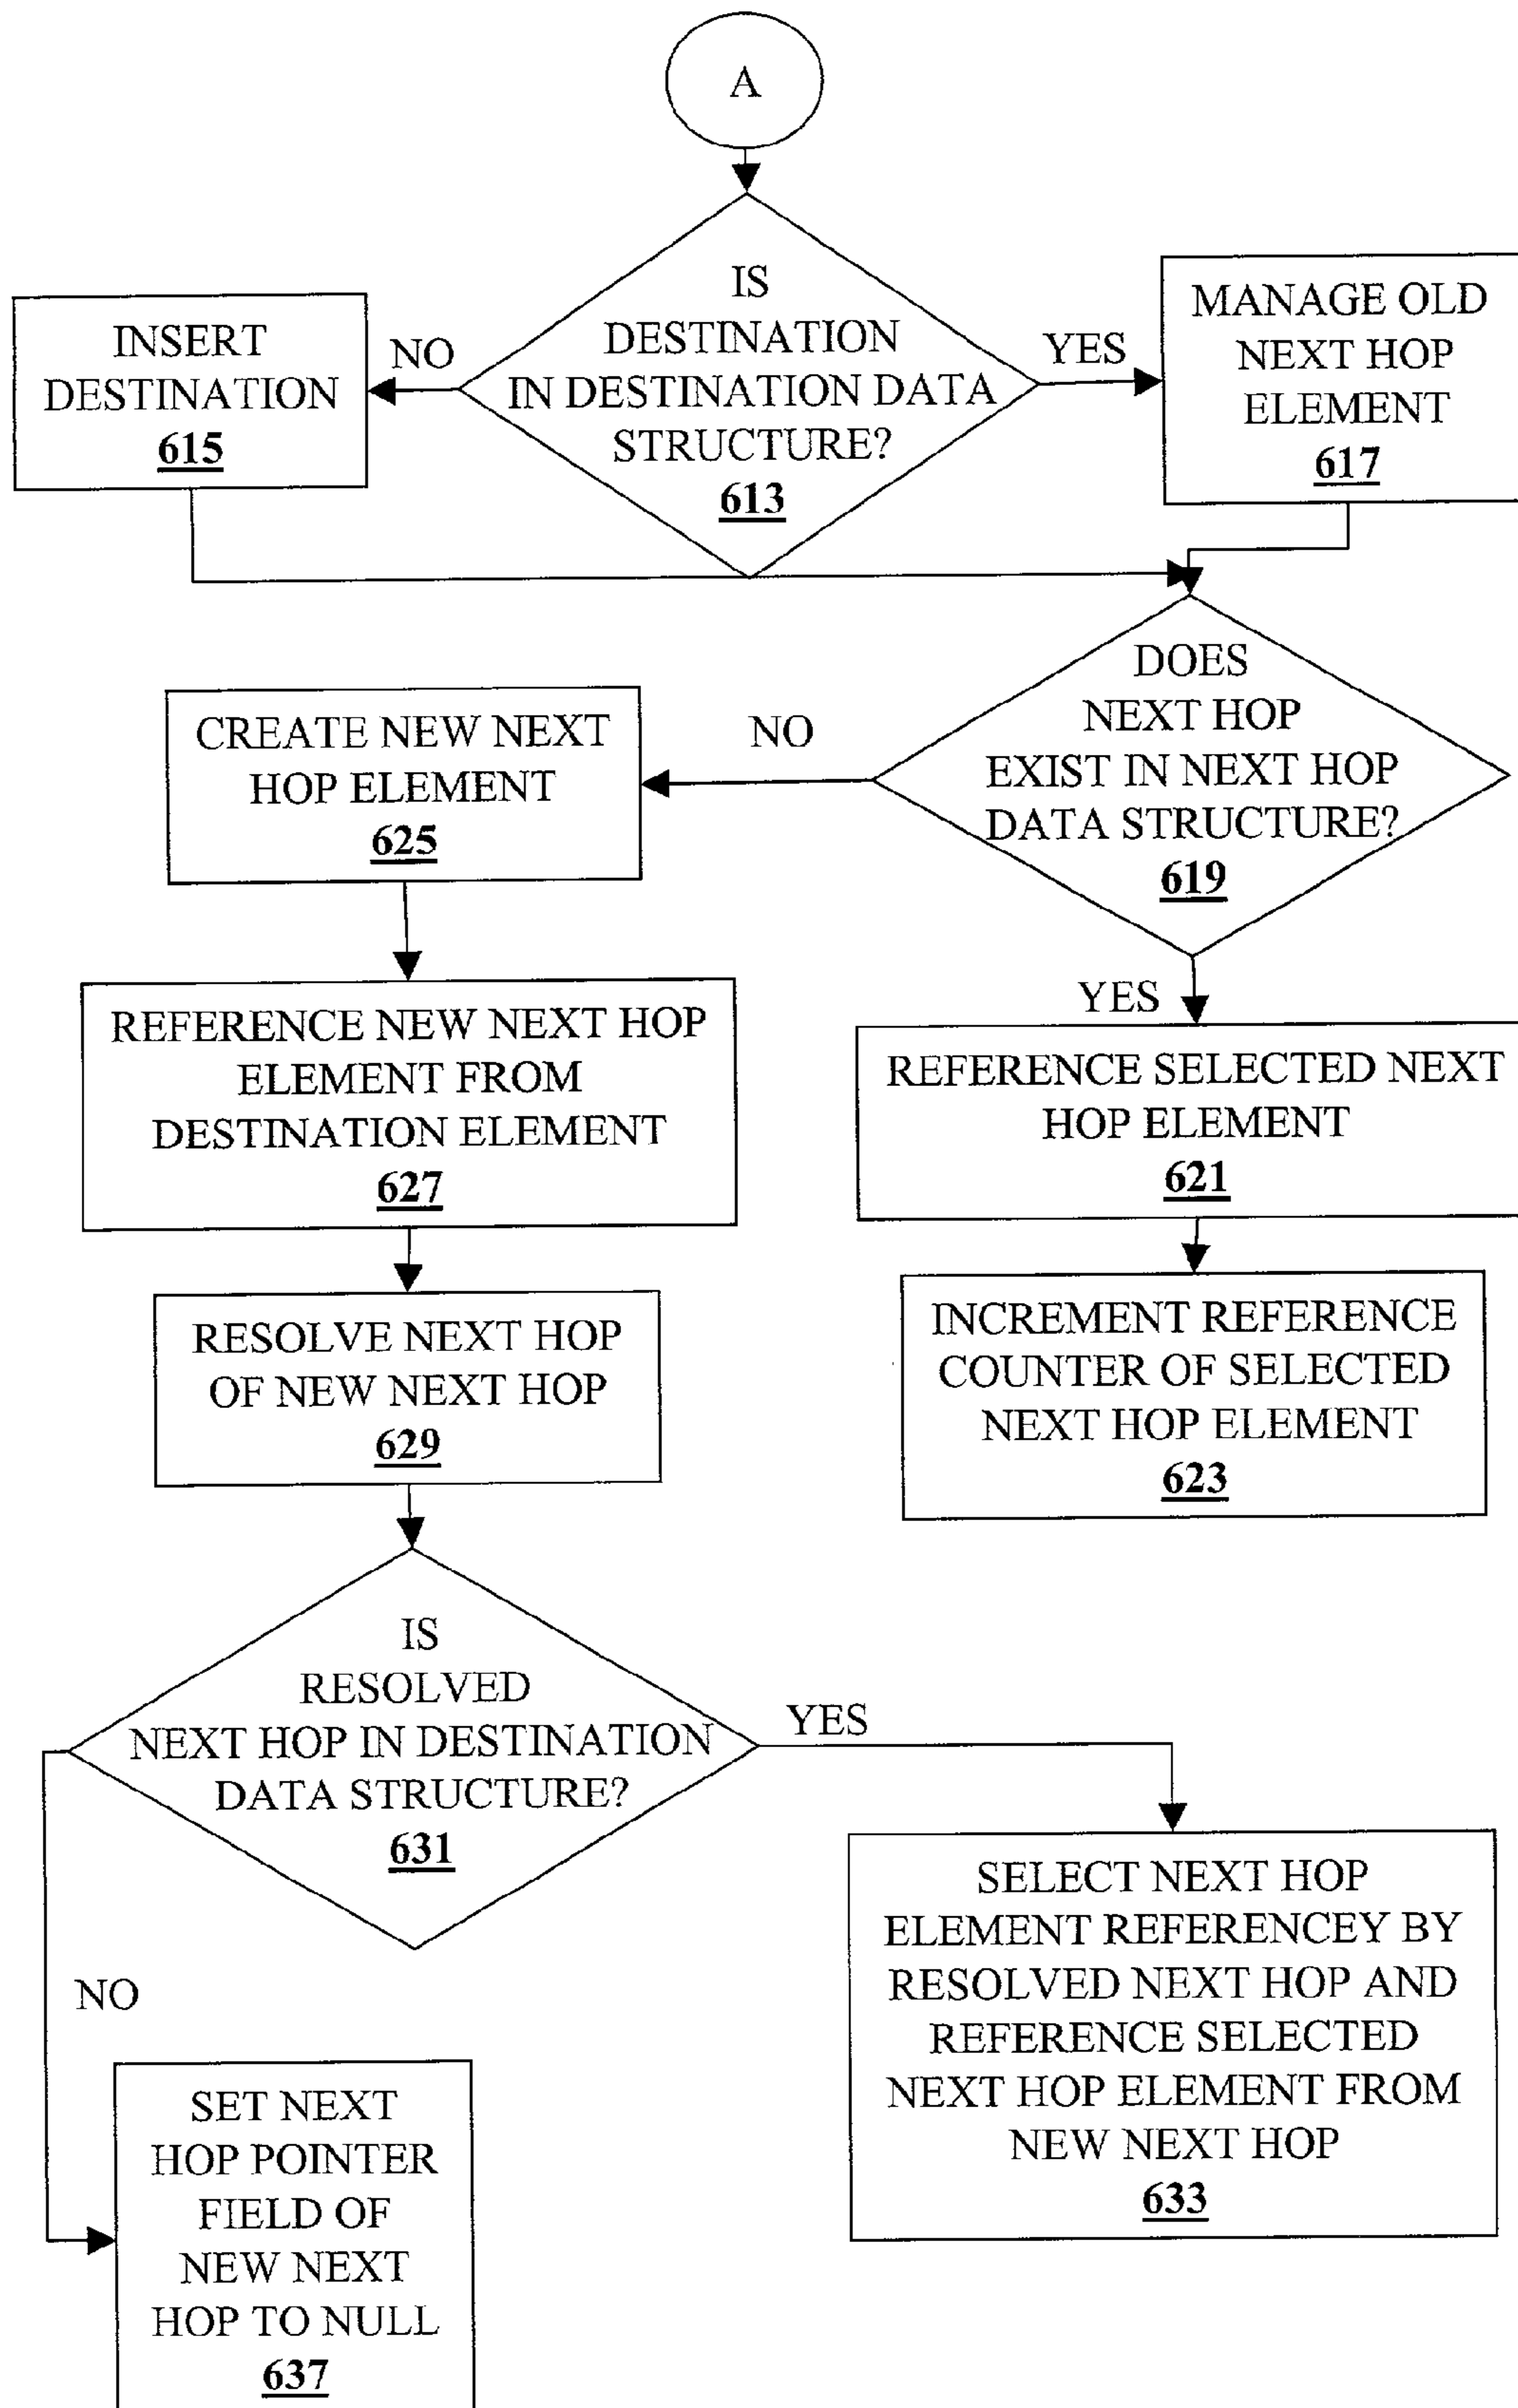 A
IS
DESTINATION
IN DESTINATION DATA
STRUCTURE?
613
NO
INSERT
DESTINATION
615
YES
MANAGE OLD
NEXT HOP
ELEMENT
617
DOES
NEXT HOP
EXIST IN NEXT HOP
DATA STRUCTURE?
619
NO
CREATE NEW NEXT
HOP ELEMENT
625
YES
REFERENCE SELECTED NEXT
HOP ELEMENT
621
REFERENCE NEW NEXT HOP
ELEMENT FROM
DESTINATION ELEMENT
627
INCREMENT REFERENCE
COUNTER OF SELECTED
NEXT HOP ELEMENT
623
RESOLVE NEXT HOP
OF NEW NEXT HOP
629
IS
RESOLVED
NEXT HOP IN DESTINATION
DATA STRUCTURE?
631
YES
SELECT NEXT HOP
ELEMENT REFERENCEY BY
RESOLVED NEXT HOP AND
REFERENCE SELECTED
NEXT HOP ELEMENT FROM
NEW NEXT HOP
633
NO
SET NEXT
HOP POINTER
FIELD OF
NEW NEXT
HOP TO NULL
637